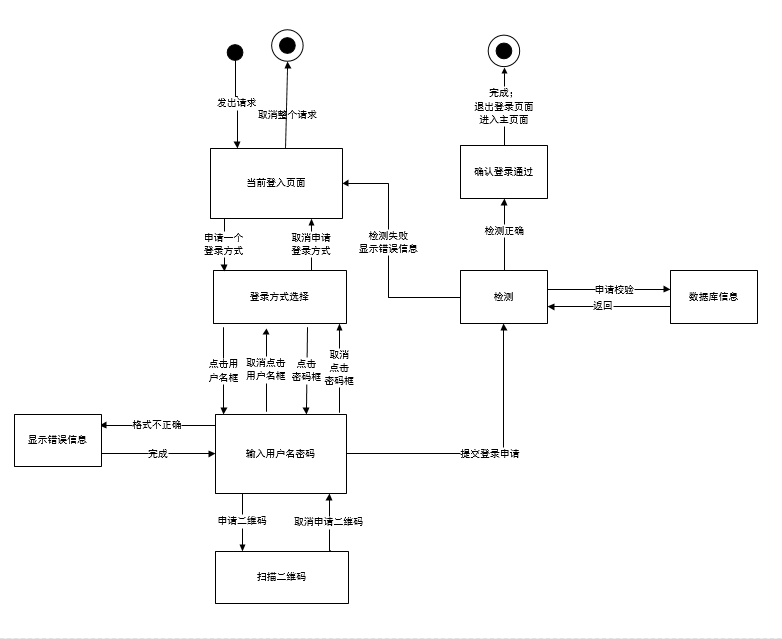 发出请求
取消整个请求
完成；
退出登录页面
进入主页面
当前登入页面
确认登录通过
申请一个
登录方式
取消申请
登录方式
检测失败
显示错误信息
检测正确
登录方式选择
检测
申请校验
返回
数据库信息
点击用
户名框
取消点击
用户名框
点击
密码框
取消
点击
密码框
显示错误信息
格式不正确
完成
输入用户名密码
提交登录申请
申请二维码
取消申请二维码
扫描二维码